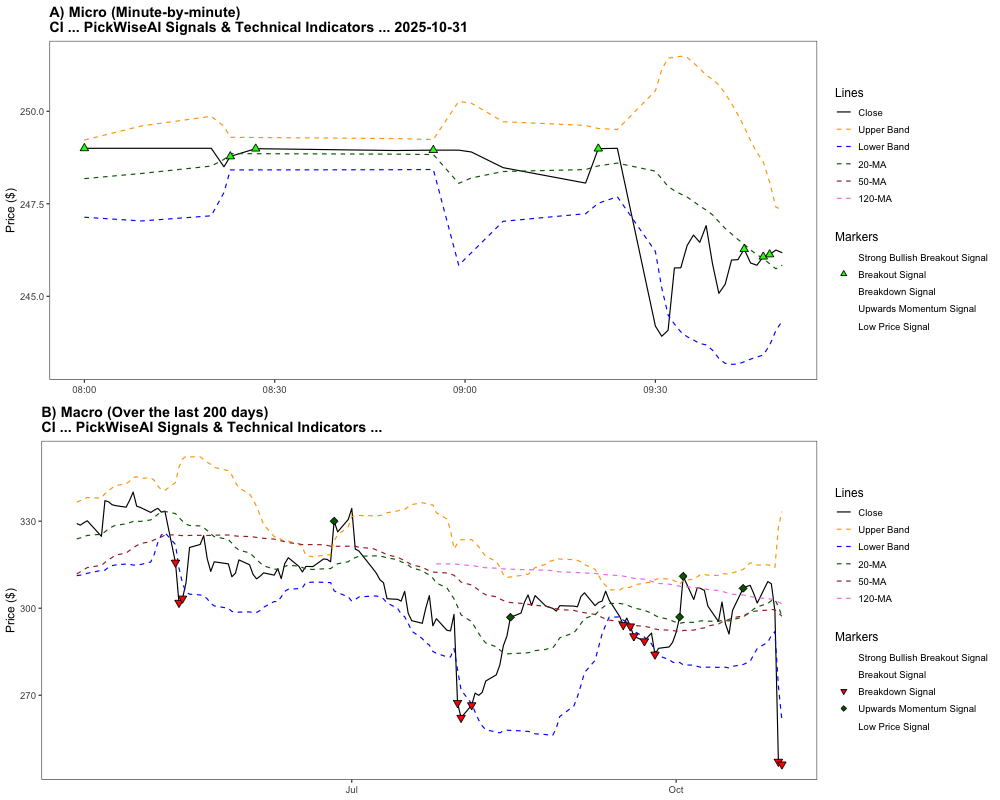 A) Micro (Minute-by-minute)
CI ... PickWiseAI Signals & Technical Indicators ... 2025-10-31
Price ($)
250.0
247.5
245.0
08:00
08:30
09:00
09:30
Lines
Close
Upper Band
Lower Band
20-MA
50-MA
120-MA
Markers
Strong Bullish Breakout Signal
Breakout Signal
Breakdown Signal
Upwards Momentum Signal
Low Price Signal
B) Macro (Over the last 200 days)
CI ... PickWiseAI Signals & Technical Indicators ...
Price ($)
330
300
270
Jul
Oct
Lines
Close
Upper Band
Lower Band
20-MA
50-MA
120-MA
Markers
Strong Bullish Breakout Signal
Breakout Signal
Breakdown Signal
Upwards Momentum Signal
Low Price Signal